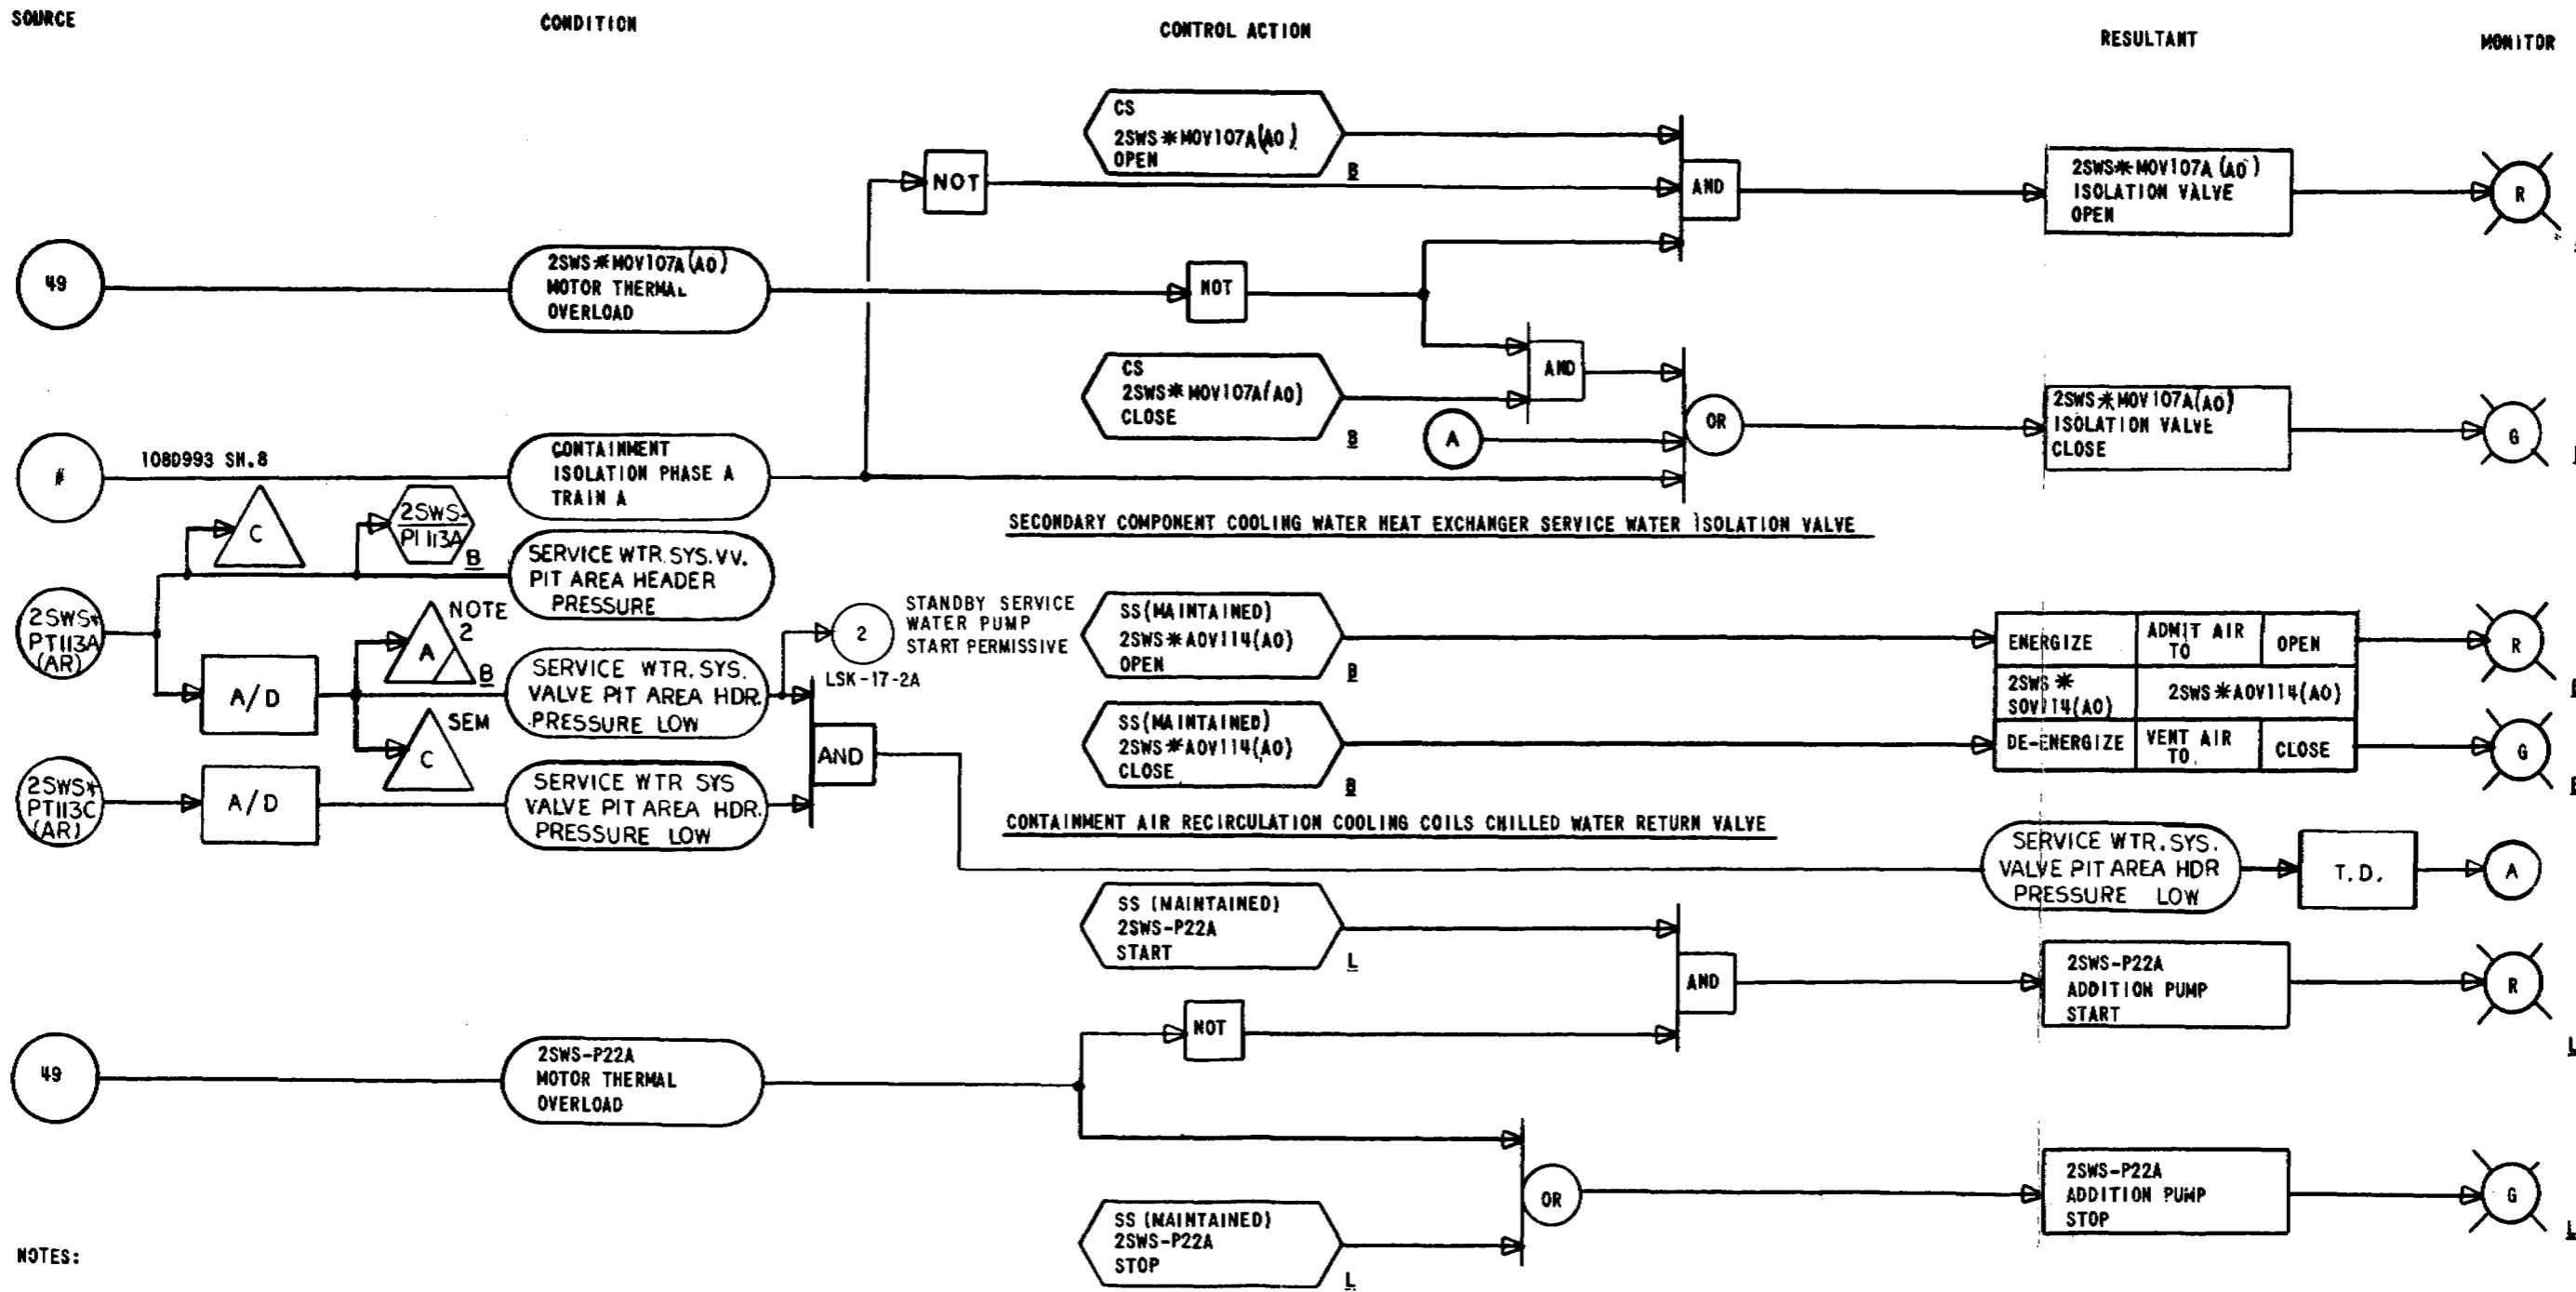 SOURCE
CONDITION
CONTROL ACTION
RESULTANT
MONITOR
CS
2SWS*MOV107A(AO)
OPEN
B
NOT
AND
2SWS*MOV107A(AO)
ISOLATION VALVE
OPEN
R
49
2SWS*MOV107A(AO)
MOTOR THERMAL
OVERLOAD
NOT
AND
CS
2SWS*MOV107A(AO)
CLOSE
B
A
OR
2SWS*MOV107A(AO)
ISOLATION VALVE
CLOSE
G
#
108D993 SH.8
CONTAINMENT
ISOLATION PHASE A
TRAIN A
SECONDARY COMPONENT COOLING WATER HEAT EXCHANGER SERVICE WATER ISOLATION VALVE
C
2SWS-
PI 113A
B
SERVICE WTR. SYS. VV.
PIT AREA HEADER
PRESSURE
2SWS*
PT113A
(AR)
A/D
A
NOTE
2
B
C
SEM
SERVICE WTR. SYS.
VALVE PIT AREA HDR.
PRESSURE LOW
2
STANDBY SERVICE
WATER PUMP
START PERMISSIVE
LSK-17-2A
SS(MAINTAINED)
2SWS*AOV114(AO)
OPEN
B
ENERGIZE
ADMIT AIR
TO
OPEN
2SWS*
SOV114(AO)
2SWS*AOV114(AO)
DE-ENERGIZE
VENT AIR
TO
CLOSE
R
G
SS(MAINTAINED)
2SWS*AOV114(AO)
CLOSE
B
2SWS*
PT113C
(AR)
A/D
SERVICE WTR SYS
VALVE PIT AREA HDR.
PRESSURE LOW
AND
CONTAINMENT AIR RECIRCULATION COOLING COILS CHILLED WATER RETURN VALVE
SERVICE WTR. SYS.
VALVE PIT AREA HDR
PRESSURE LOW
T.D.
A
SS (MAINTAINED)
2SWS-P22A
START
L
AND
2SWS-P22A
ADDITION PUMP
START
R
L
NOT
49
2SWS-P22A
MOTOR THERMAL
OVERLOAD
OR
2SWS-P22A
ADDITION PUMP
STOP
G
L
SS (MAINTAINED)
2SWS-P22A
STOP
L
NOTES: